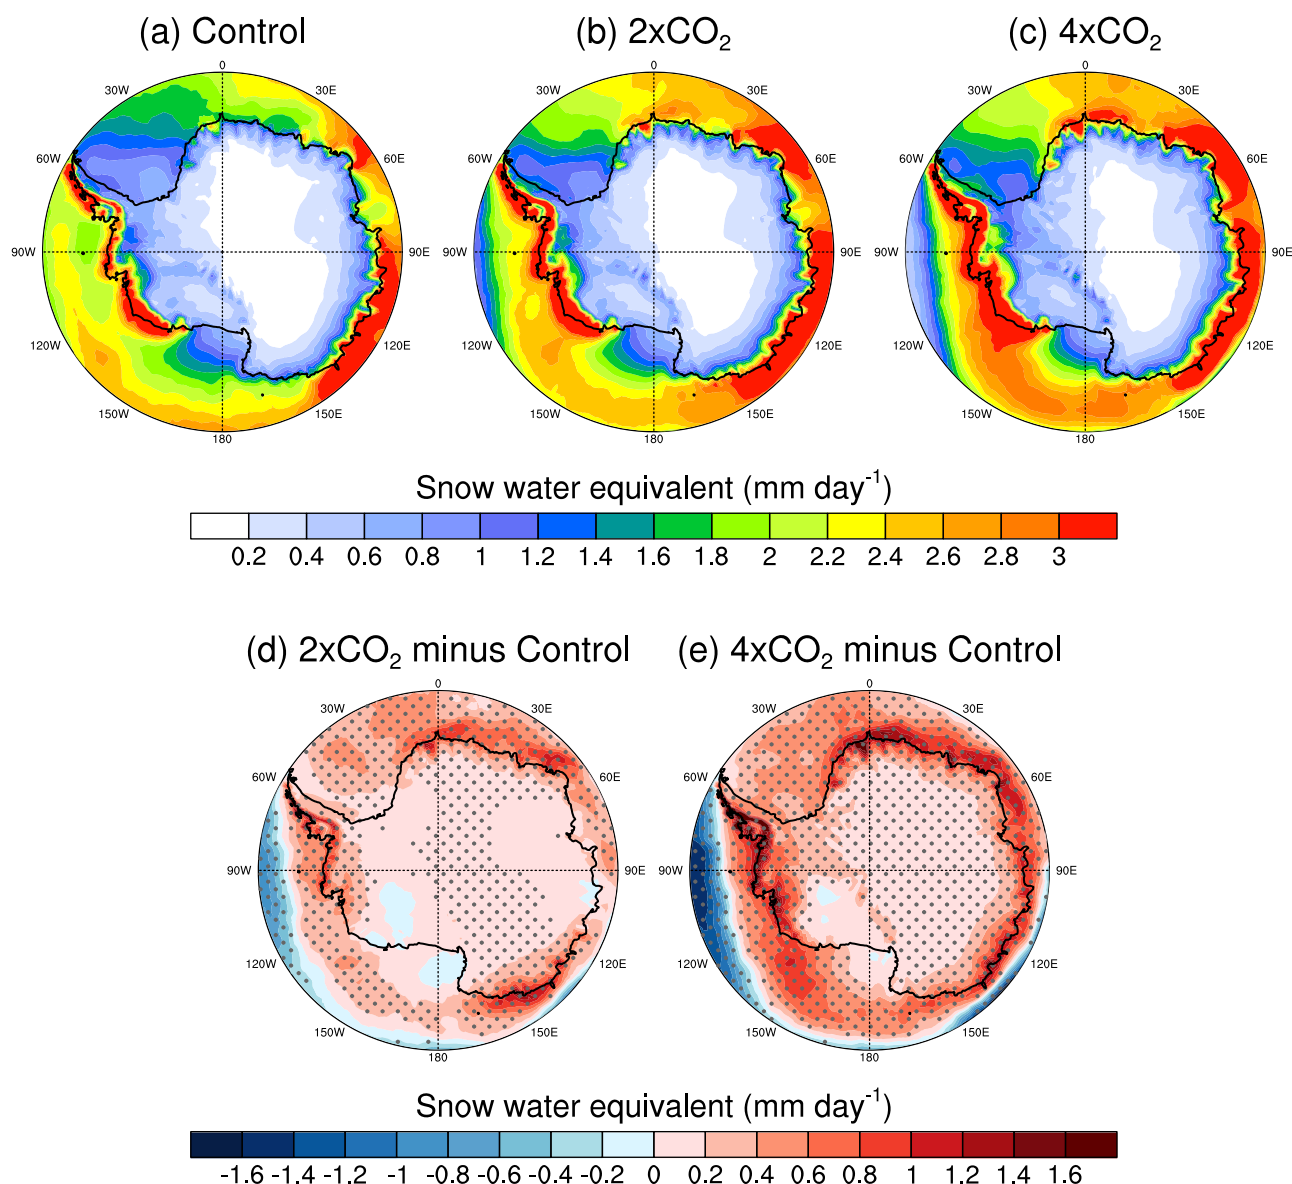 (a) Control
(b) 2xCO₂
(c) 4xCO₂
0
30W
30E
60W
60E
90W
90E
120W
120E
150W
150E
180
0
30W
30E
60W
60E
90W
90E
120W
120E
150W
150E
180
0
30W
30E
60W
60E
90W
90E
120W
120E
150W
150E
180
Snow water equivalent (mm day⁻¹)
0.2 0.4 0.6 0.8 1 1.2 1.4 1.6 1.8 2 2.2 2.4 2.6 2.8 3
(d) 2xCO₂ minus Control
(e) 4xCO₂ minus Control
0
30W
30E
60W
60E
90W
90E
120W
120E
150W
150E
180
0
30W
30E
60W
60E
90W
90E
120W
120E
150W
150E
180
Snow water equivalent (mm day⁻¹)
-1.6 -1.4 -1.2 -1 -0.8 -0.6 -0.4 -0.2 0 0.2 0.4 0.6 0.8 1 1.2 1.4 1.6